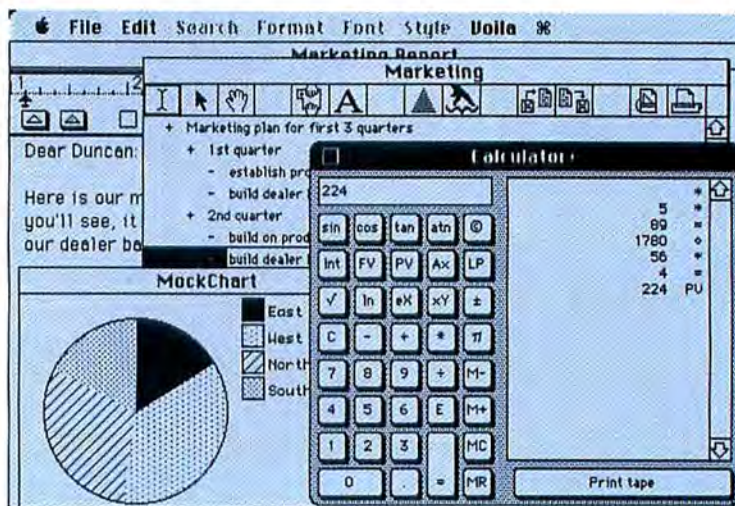 File Edit Search Format Font Style Voila ⌘
Marketing Report
Marketing
1 2
A
+ Marketing plan for first 3 quarters
+ 1st quarter
- establish
- build dealer
+ 2nd quarter
- build on
- build dealer
Dear Duncan:
Here is our
you'll see, it
our dealer
MockChart
East
West
North
South
Calculator+
224
sin cos tan atn ©
Int FV PV Ax LP
√ ln eX xY ±
C - + * π
7 8 9 ÷ M-
4 5 6 E M+
1 2 3 MC
0 . = MR
*
5 *
89 =
1780 ⋄
56 *
4 =
224 PV
Print tape